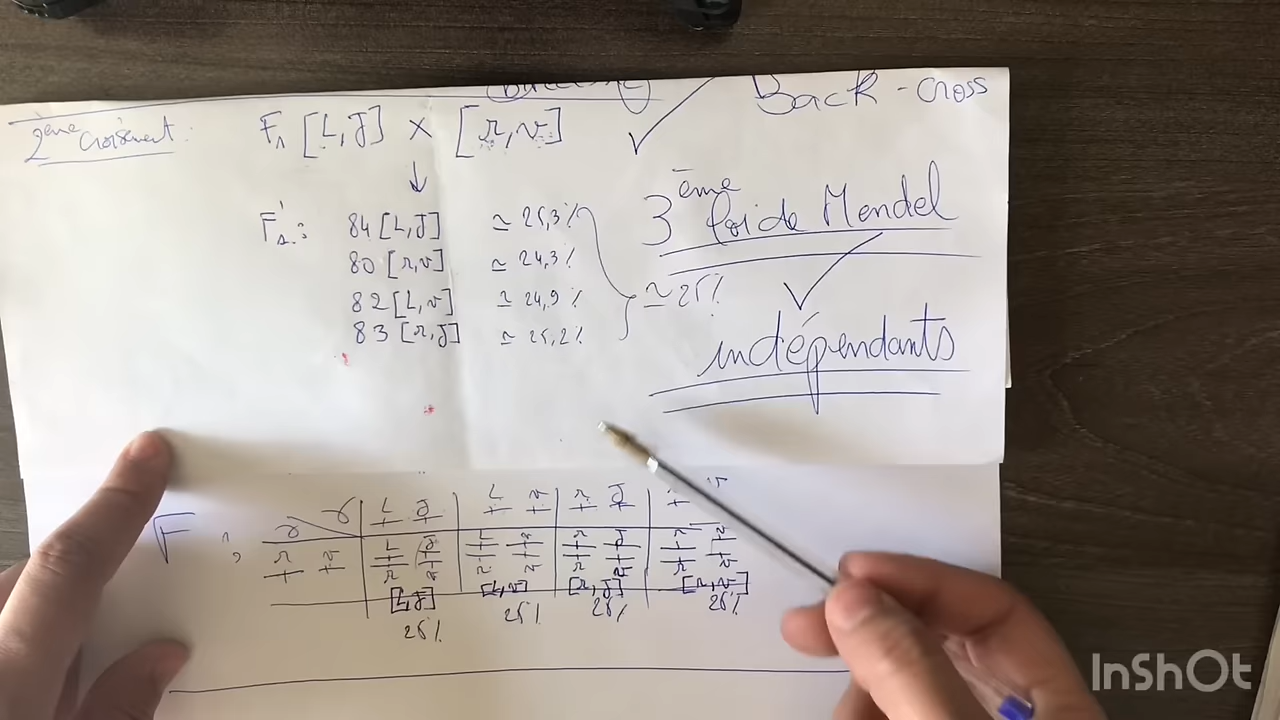 Back-cross
2ème Croisement: F1 [L,J] × [r,v]
3ème loi de Mendel
F'2: 84 [L,J] ≃ 25,3%
80 [r,v] ≃ 24,3%
82 [L,v] ≃ 24,9%
83 [r,J] ≃ 25,2%
≃ 25%
indépendants
γ γ L J L v r J r v
r v L J L v r J r v
r v r v r v r v
[L,J] [L,v] [r,J] [r,v]
25% 25% 25% 25%
InShOt